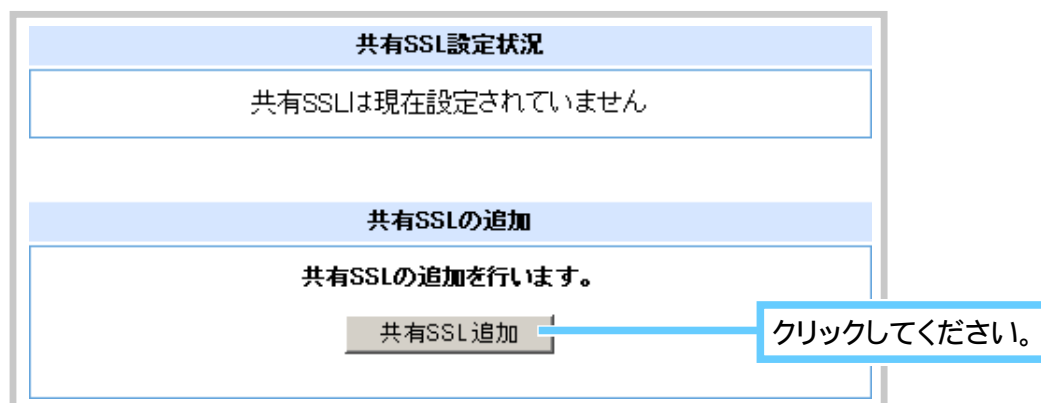 共有SSL設定状況
共有SSLは現在設定されていません
共有SSLの追加
共有SSLの追加を行います。
共有SSL追加
クリックしてください。